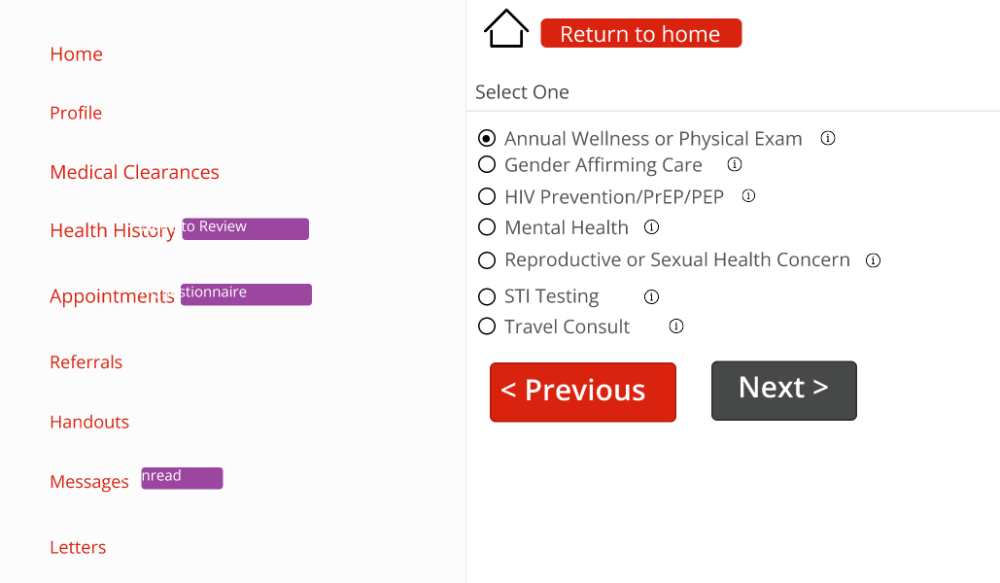 Home
Profile
Medical Clearances
Health History to Review
Appointments stionnaire
Referrals
Handouts
Messages nread
Letters
Return to home
Select One
Annual Wellness or Physical Exam
Gender Affirming Care
HIV Prevention/PrEP/PEP
Mental Health
Reproductive or Sexual Health Concern
STI Testing
Travel Consult
< Previous
Next >